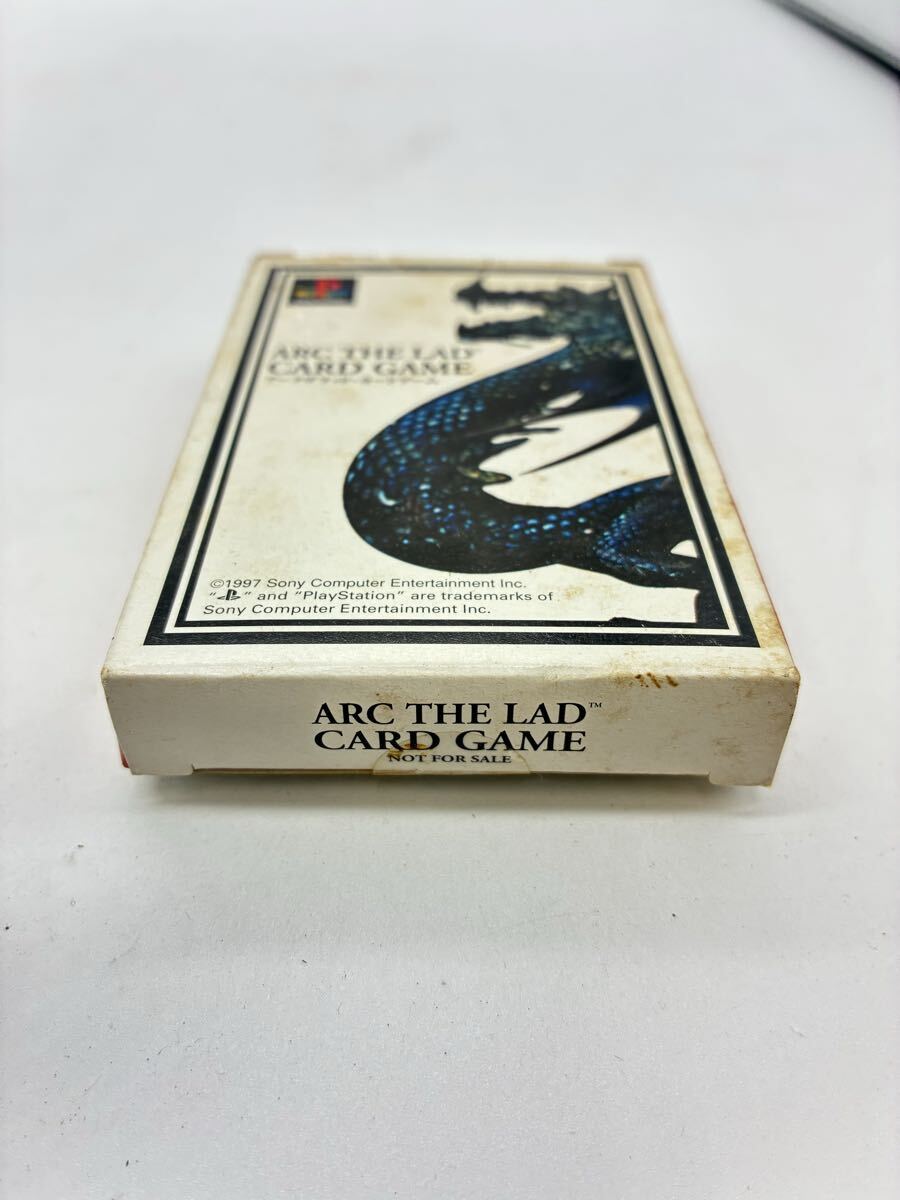 ARC THE LAD™
CARD GAME
アークザラッド・カードゲーム
©1997 Sony Computer Entertainment Inc.
" " and "PlayStation" are trademarks of
Sony Computer Entertainment Inc.
ARC THE LAD™
CARD GAME
NOT FOR SALE